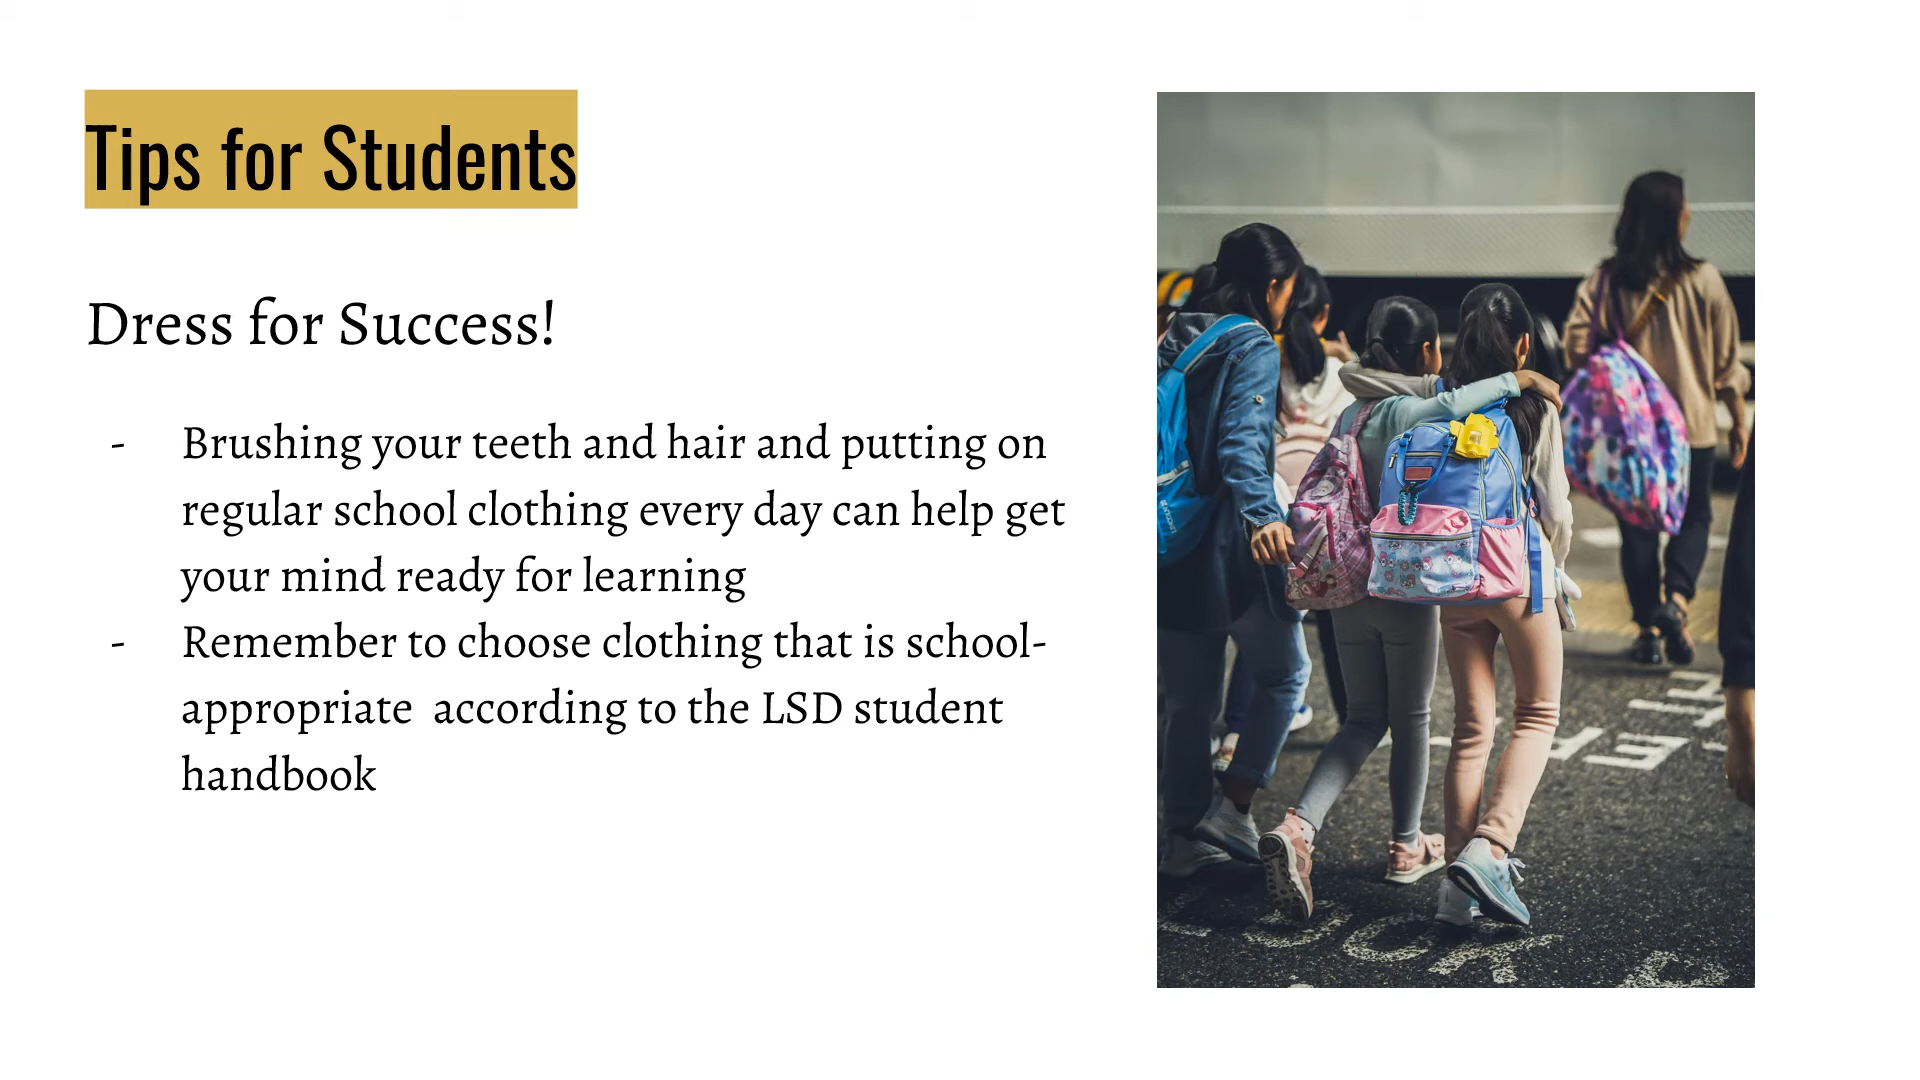 Tips for Students
Dress for Success!
- Brushing your teeth and hair and putting on
regular school clothing every day can help get
your mind ready for learning
- Remember to choose clothing that is school-
appropriate  according to the LSD student
handbook